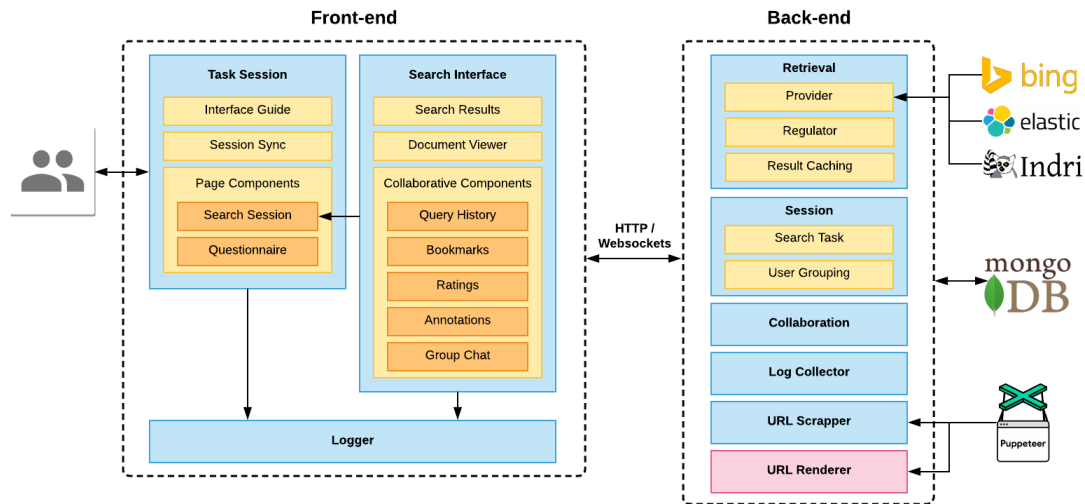 Front-end
Task Session
Interface Guide
Session Sync
Page Components
Search Session
Questionnaire
Search Interface
Search Results
Document Viewer
Collaborative Components
Query History
Bookmarks
Ratings
Annotations
Group Chat
Logger
HTTP /
Websockets
Back-end
Retrieval
Provider
Regulator
Result Caching
Session
Search Task
User Grouping
Collaboration
Log Collector
URL Scrapper
URL Renderer
bing
elastic
Indri
mongo
DB
Puppeteer